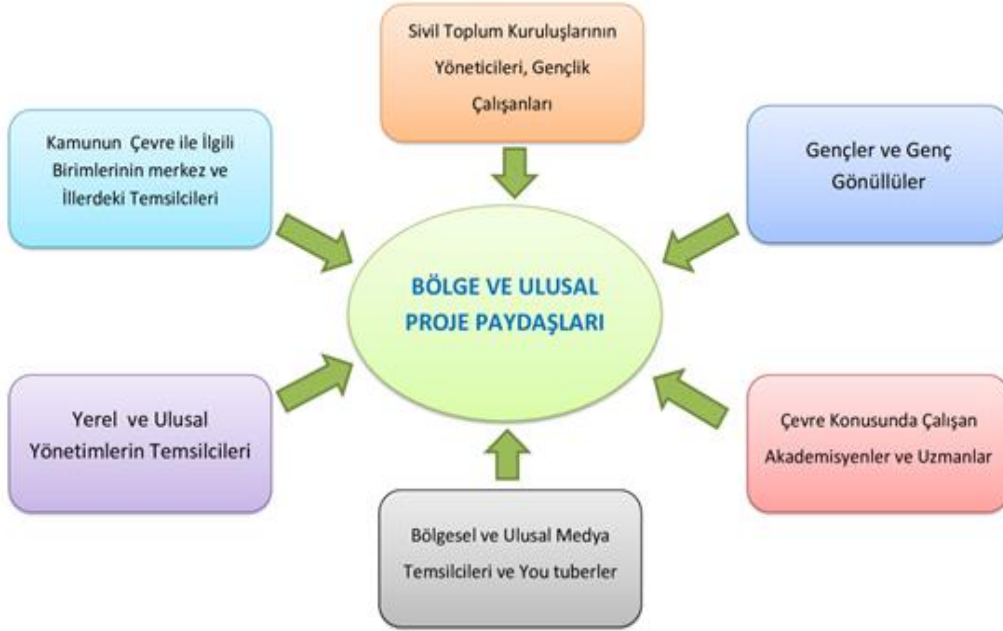 Sivil Toplum Kuruluşlarının
Yöneticileri, Gençlik
Çalışanları
Kamunun Çevre ile İlgili
Birimlerinin merkez ve
İllerdeki Temsilcileri
Gençler ve Genç
Gönüllüler
BÖLGE VE ULUSAL
PROJE PAYDAŞLARI
Yerel ve Ulusal
Yönetimlerin Temsilcileri
Çevre Konusunda Çalışan
Akademisyenler ve Uzmanlar
Bölgesel ve Ulusal Medya
Temsilcileri ve You tuberler